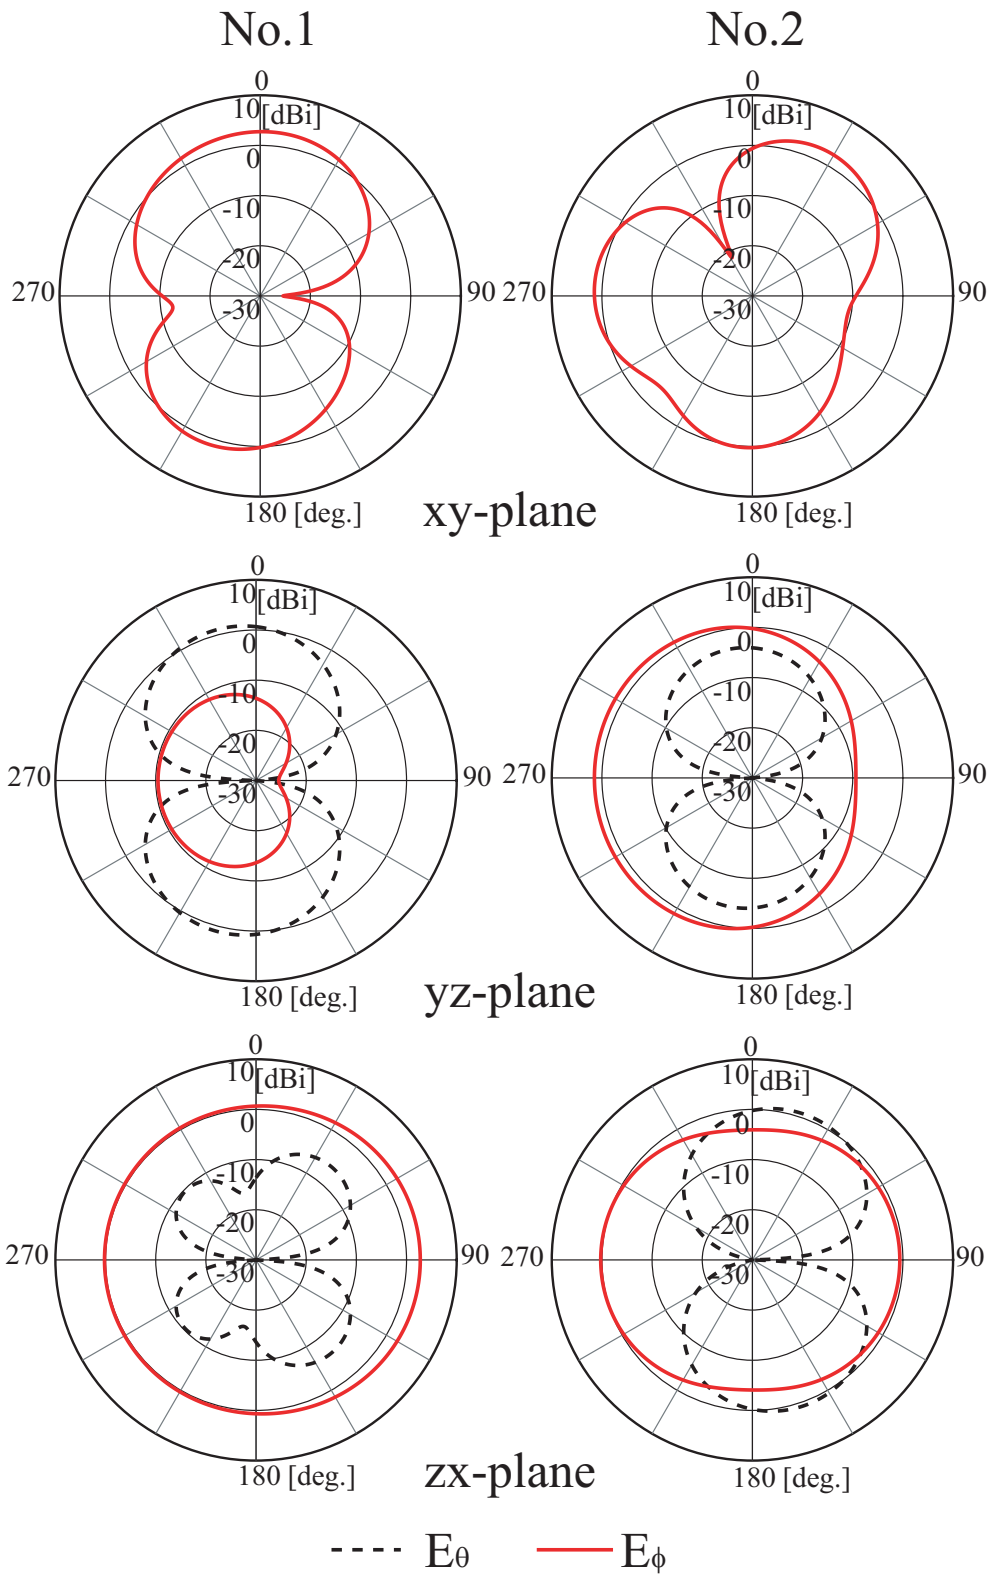 No.1 No.2
0 0
10 [dBi] 10 [dBi]
0 0
-10 -10
-20 -20
270 -30 90 270 -30 90
180 [deg.] xy-plane 180 [deg.]
0 0
10 [dBi] 10 [dBi]
0 0
-10 -10
-20 -20
270 -30 90 270 -30 90
180 [deg.] yz-plane 180 [deg.]
0 0
10 [dBi] 10 [dBi]
0 0
-10 -10
-20 -20
270 -30 90 270 -30 90
180 [deg.] zx-plane 180 [deg.]
Eθ Eϕ